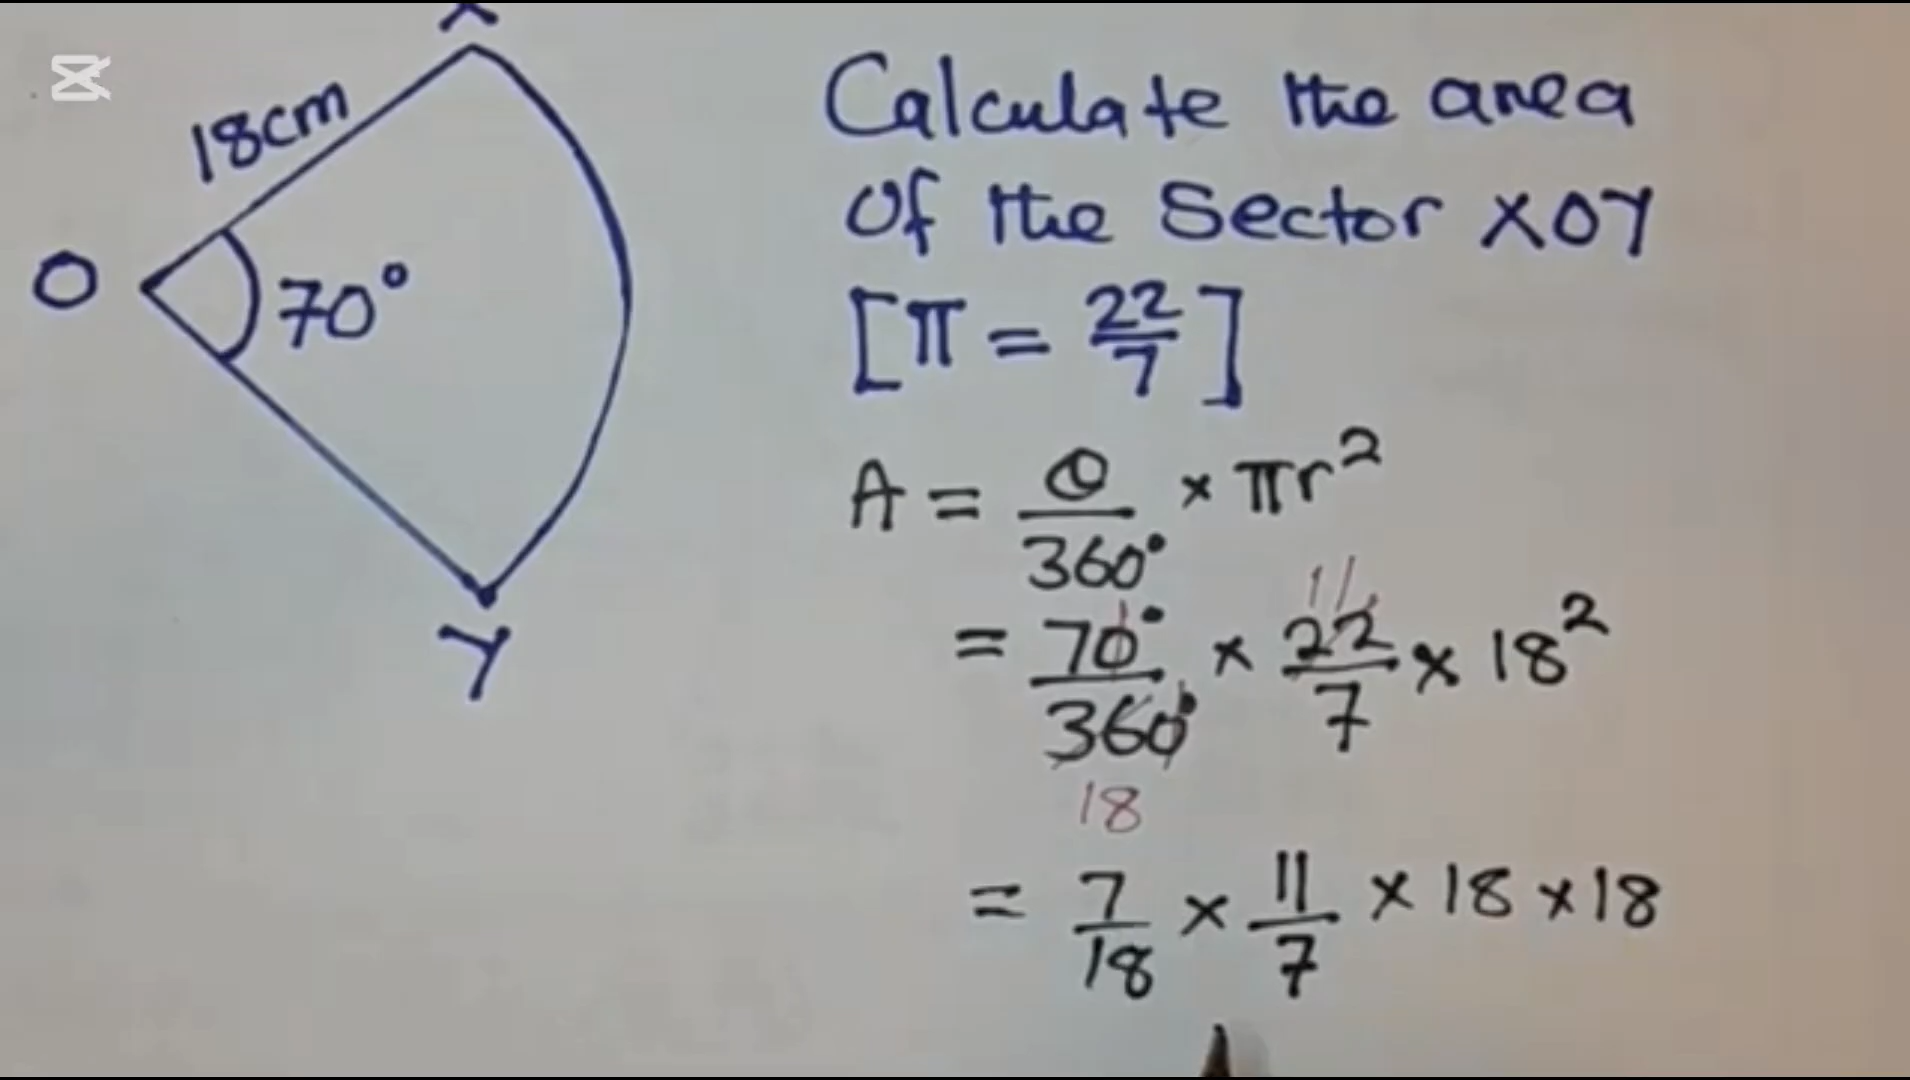 X
18cm
O
70°
Y
Calculate the area
Of the Sector XOY
[π = 22/7]
A = θ/360° × πr²
= 70°/360° × 22/7 × 18²
11
18
= 7/18 × 11/7 × 18 × 18